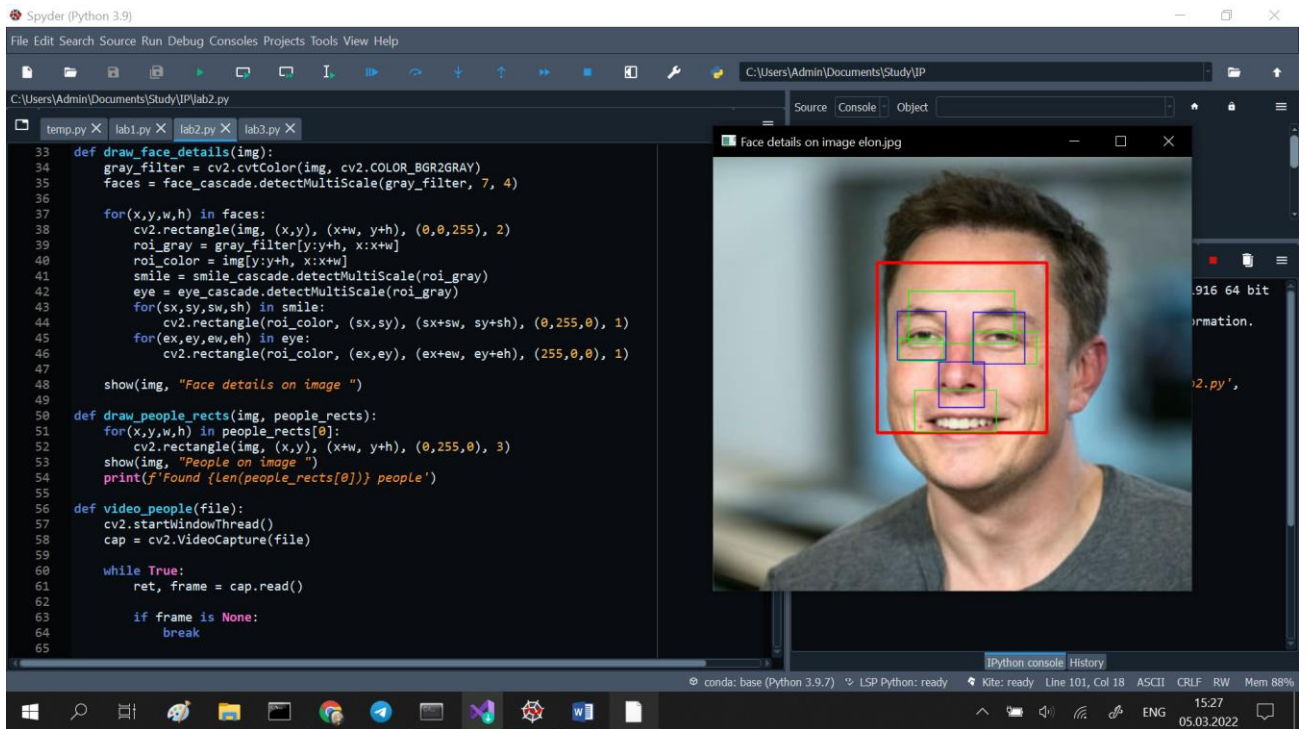 Spyder (Python 3.9)
File Edit Search Source Run Debug Consoles Projects Tools View Help
C:\Users\Admin\Documents\Study\IP
C:\Users\Admin\Documents\Study\IP\lab2.py
Source Console Object
temp.py lab1.py lab2.py lab3.py
Face details on image elon.jpg
33 def draw_face_details(img):
34     gray_filter = cv2.cvtColor(img, cv2.COLOR_BGR2GRAY)
35     faces = face_cascade.detectMultiScale(gray_filter, 7, 4)
36
37     for(x,y,w,h) in faces:
38         cv2.rectangle(img, (x,y), (x+w, y+h), (0,0,255), 2)
39         roi_gray = gray_filter[y:y+h, x:x+w]
40         roi_color = img[y:y+h, x:x+w]
41         smile = smile_cascade.detectMultiScale(roi_gray)
42         eye = eye_cascade.detectMultiScale(roi_gray)
43         for(sx,sy,sw,sh) in smile:
44             cv2.rectangle(roi_color, (sx,sy), (sx+sw, sy+sh), (0,255,0), 1)
45         for(ex,ey,ew,eh) in eye:
46             cv2.rectangle(roi_color, (ex,ey), (ex+ew, ey+eh), (255,0,0), 1)
47
48     show(img, "Face details on image ")
49
50 def draw_people_rects(img, people_rects):
51     for(x,y,w,h) in people_rects[0]:
52         cv2.rectangle(img, (x,y), (x+w, y+h), (0,255,0), 3)
53     show(img, "People on image ")
54     print(f'Found {len(people_rects[0])} people')
55
56 def video_people(file):
57     cv2.startWindowThread()
58     cap = cv2.VideoCapture(file)
59
60     while True:
61         ret, frame = cap.read()
62
63         if frame is None:
64             break
65
.916 64 bit
ormation.
b2.py',
IPython console History
conda: base (Python 3.9.7) LSP Python: ready Kite: ready Line 101, Col 18 ASCII CRLF RW Mem 88%
ENG 15:27
05.03.2022